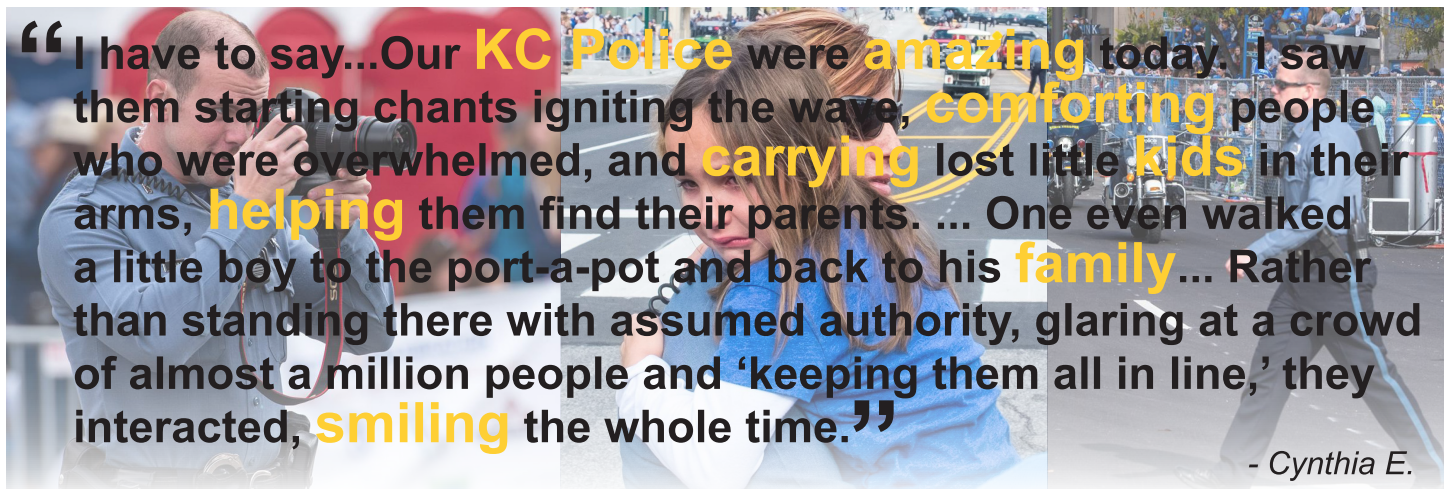 “I have to say...Our KC Police were amazing today.  I saw
them starting chants igniting the wave, comforting people
who were overwhelmed, and carrying lost little kids in their
arms, helping them find their parents. ... One even walked
a little boy to the port-a-pot and back to his family... Rather
than standing there with assumed authority, glaring at a crowd
of almost a million people and ‘keeping them all in line,’ they
interacted, smiling the whole time.”
- Cynthia E.